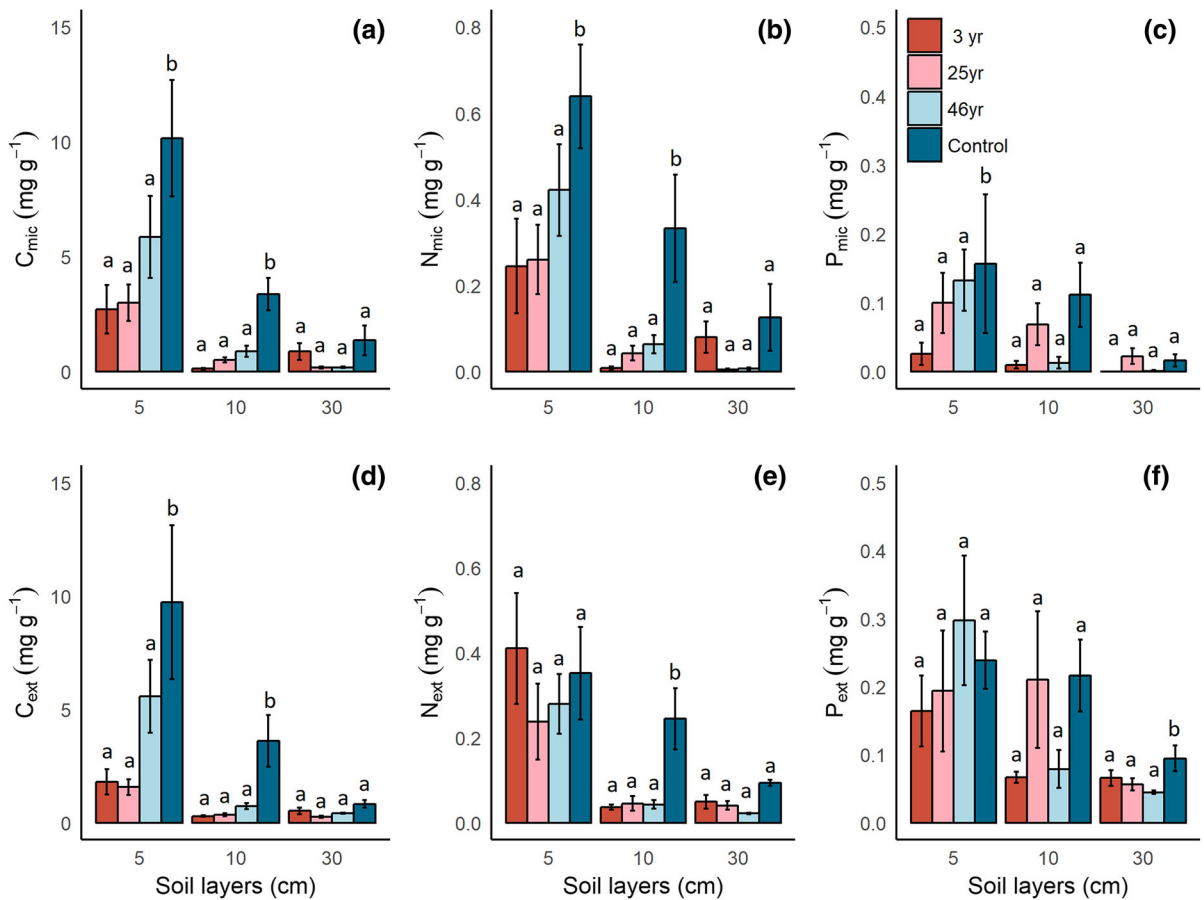 (a)
15
10
5
0
C_mic (mg g⁻¹)
a a a b
a a a b
a a a a
5 10 30
(b)
0.8
0.6
0.4
0.2
0.0
N_mic (mg g⁻¹)
a a a b
a a a b
a a a a
5 10 30
(c)
0.5
0.4
0.3
0.2
0.1
0.0
P_mic (mg g⁻¹)
3 yr
25yr
46yr
Control
a a a b
a a a a
a a a a
5 10 30
(d)
15
10
5
0
C_ext (mg g⁻¹)
a a a b
a a a b
a a a a
5 10 30
Soil layers (cm)
(e)
0.8
0.6
0.4
0.2
0.0
N_ext (mg g⁻¹)
a a a a
a a a b
a a a a
5 10 30
Soil layers (cm)
(f)
0.5
0.4
0.3
0.2
0.1
0.0
P_ext (mg g⁻¹)
a a a a
a a a a
a a a b
5 10 30
Soil layers (cm)